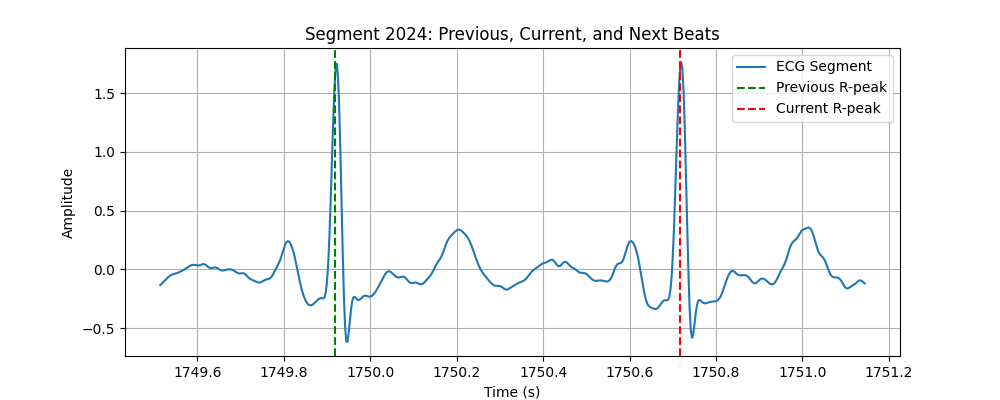 Segment 2024: Previous, Current, and Next Beats
ECG Segment
Previous R-peak
Current R-peak
Amplitude
1.5
1.0
0.5
0.0
−0.5
1749.6 1749.8 1750.0 1750.2 1750.4 1750.6 1750.8 1751.0 1751.2
Time (s)